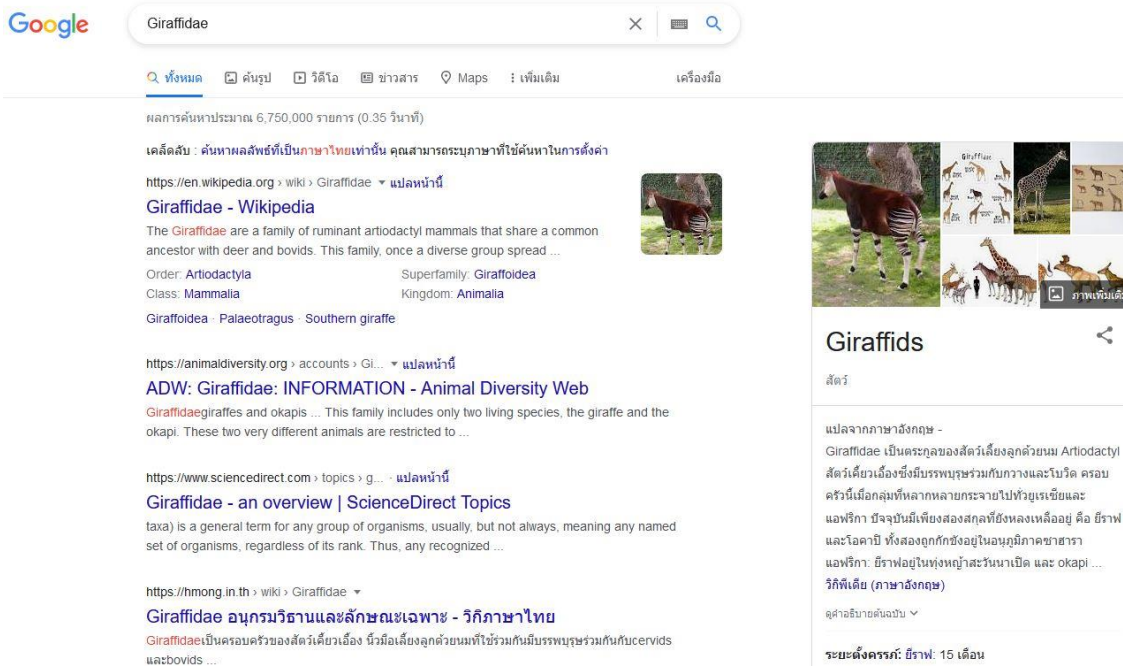 Google
Giraffidae
ทั้งหมด
ค้นรูป
วิดีโอ
ข่าวสาร
Maps
เพิ่มเติม
เครื่องมือ
ผลการค้นหาประมาณ 6,750,000 รายการ (0.35 วินาที)
เคล็ดลับ : ค้นหาผลลัพธ์ที่เป็นภาษาไทยเท่านั้น คุณสามารถระบุภาษาที่ใช้ค้นหาในการตั้งค่า
https://en.wikipedia.org › wiki › Giraffidae แปลหน้านี้
Giraffidae - Wikipedia
The Giraffidae are a family of ruminant artiodactyl mammals that share a common
ancestor with deer and bovids. This family, once a diverse group spread ...
Order: Artiodactyla
Superfamily: Giraffoidea
Class: Mammalia
Kingdom: Animalia
Giraffoidea · Palaeotragus · Southern giraffe
https://animaldiversity.org › accounts › Gi... แปลหน้านี้
ADW: Giraffidae: INFORMATION - Animal Diversity Web
Giraffidaegiraffes and okapis ... This family includes only two living species, the giraffe and the
okapi. These two very different animals are restricted to ...
https://www.sciencedirect.com › topics › g... · แปลหน้านี้
Giraffidae - an overview | ScienceDirect Topics
taxa) is a general term for any group of organisms, usually, but not always, meaning any named
set of organisms, regardless of its rank. Thus, any recognized ...
https://hmong.in.th › wiki › Giraffidae
Giraffidae อนุกรมวิธานและลักษณะเฉพาะ - วิกิภาษาไทย
Giraffidaeเป็นครอบครัวของสัตว์เคี้ยวเอื้อง นิ้วมือเลี้ยงลูกด้วยนมที่ใช้ร่วมกันมีบรรพบุรุษร่วมกันกับcervids
และbovids ...
Giraffidae
ภาพเพิ่มเติม
Giraffids
สัตว์
แปลจากภาษาอังกฤษ -
Giraffidae เป็นตระกูลของสัตว์เลี้ยงลูกด้วยนม Artiodactyl
สัตว์เคี้ยวเอื้องซึ่งมีบรรพบุรุษร่วมกับกวางและโบวิด ครอบ
ครัวนี้เมื่อกลุ่มที่หลากหลายกระจายไปทั่วยูเรเซียและ
แอฟริกา ปัจจุบันมีเพียงสองสกุลที่ยังหลงเหลืออยู่ คือ ยีราฟ
และโอคาปิ ทั้งสองถูกกักขังอยู่ในอนุภูมิภาคซาฮารา
แอฟริกา: ยีราฟอยู่ในทุ่งหญ้าสะวันนาเปิด และ okapi ...
วิกิพีเดีย (ภาษาอังกฤษ)
ดูคำอธิบายต้นฉบับ
ระยะตั้งครรภ์: ยีราฟ: 15 เดือน